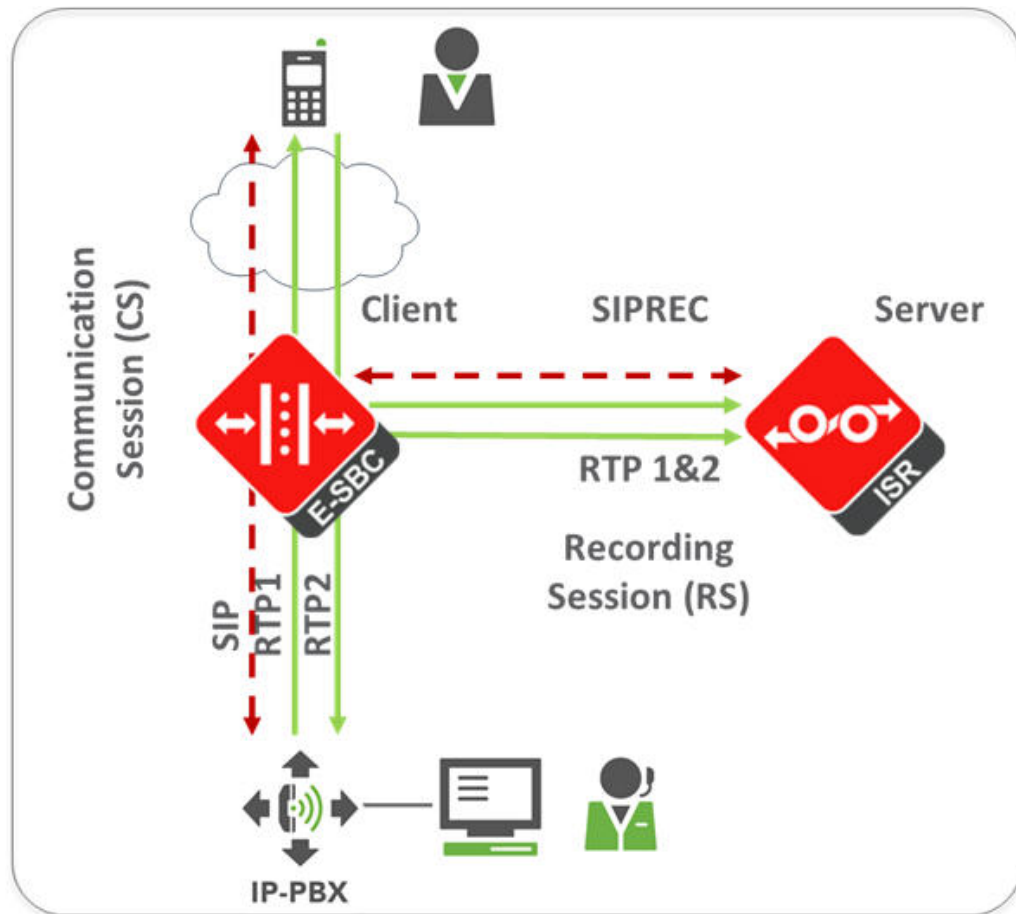 Communication
Session (CS)
Client
SIPREC
Server
E-SBC
ISR
RTP 1&2
Recording
Session (RS)
SIP
RTP1
RTP2
IP-PBX